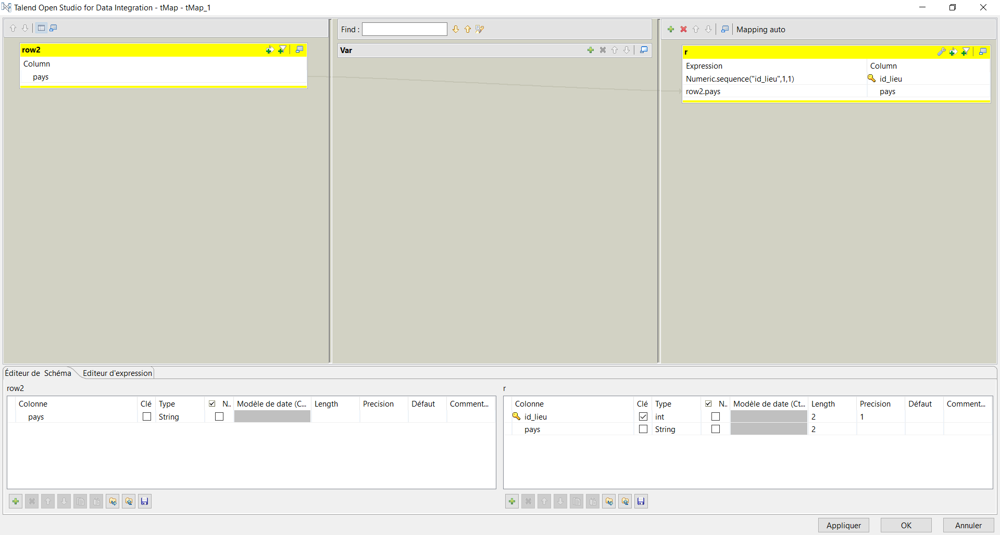 Talend Open Studio for Data Integration - tMap - tMap_1
Find :
Mapping auto
row2
Column
pays
Var
r
Expression Column
Numeric.sequence("id_lieu",1,1) id_lieu
row2.pays pays
Éditeur de Schéma Editeur d'expression
row2
Colonne Clé Type N.. Modèle de date (C... Length Precision Défaut Comment...
pays String
r
Colonne Clé Type N.. Modèle de date (Ct... Length Precision Défaut Comment...
id_lieu int 2 1
pays String 2
Appliquer OK Annuler